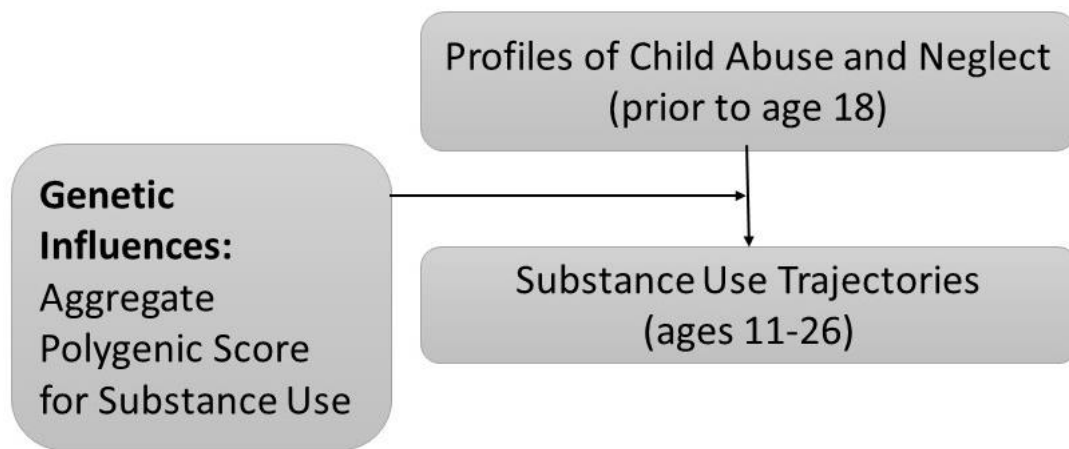 Profiles of Child Abuse and Neglect
(prior to age 18)
Genetic
Influences:
Aggregate
Polygenic Score
for Substance Use
Substance Use Trajectories
(ages 11-26)